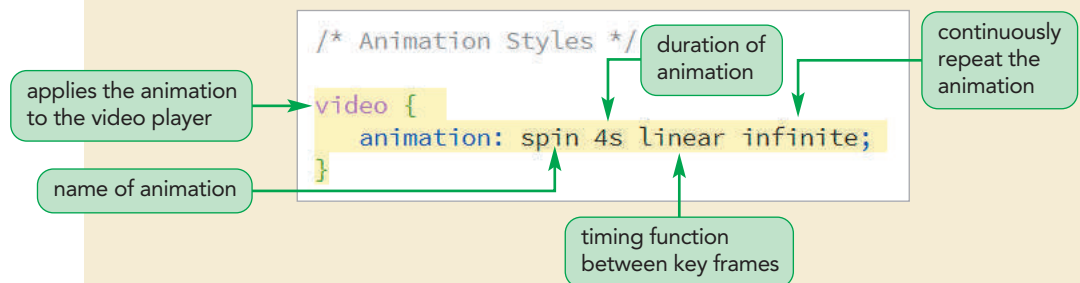 /* Animation Styles */
duration of
animation
continuously
repeat the
animation
applies the animation
to the video player
video {
animation: spin 4s linear infinite;
}
name of animation
timing function
between key frames